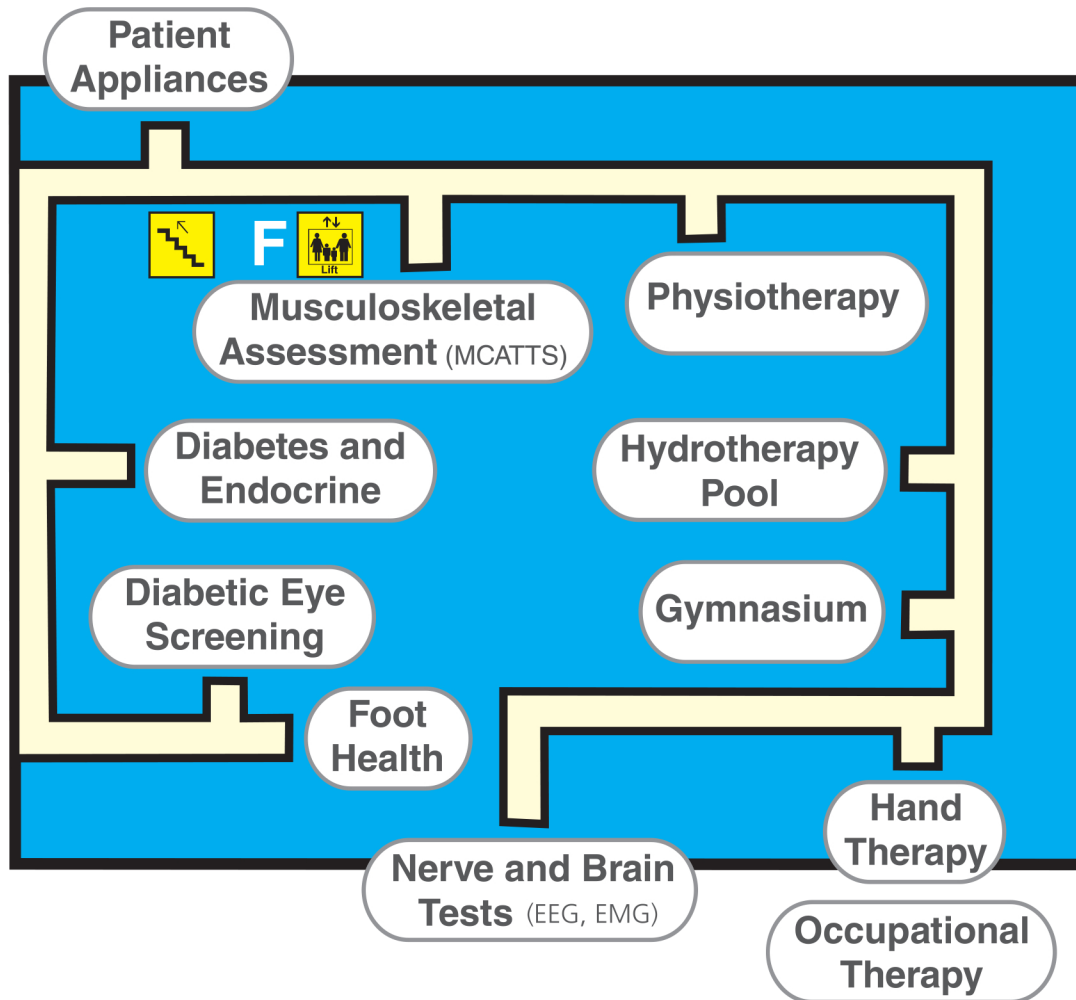 Patient
Appliances
F
Lift
Musculoskeletal
Assessment (MCATTS)
Physiotherapy
Diabetes and
Endocrine
Hydrotherapy
Pool
Diabetic Eye
Screening
Gymnasium
Foot
Health
Hand
Therapy
Nerve and Brain
Tests (EEG, EMG)
Occupational
Therapy